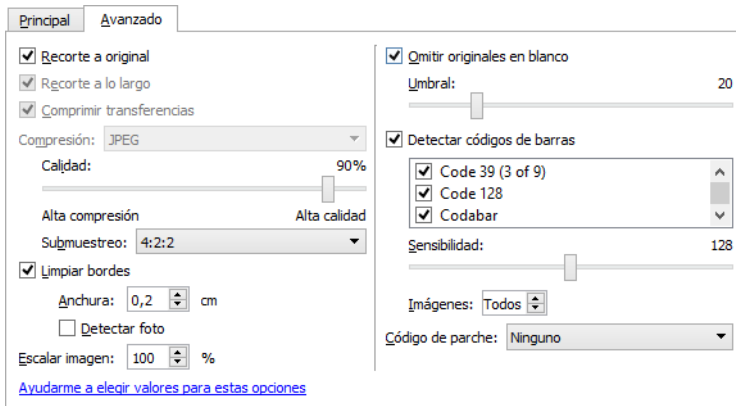 Principal
Avanzado
Recorte a original
Recorte a lo largo
Comprimir transferencias
Compresión: JPEG
Calidad: 90%
Alta compresión Alta calidad
Submuestreo: 4:2:2
Limpiar bordes
Anchura: 0,2 cm
Detectar foto
Escalar imagen: 100 %
Ayudarme a elegir valores para estas opciones
Omitir originales en blanco
Umbral: 20
Detectar códigos de barras
Code 39 (3 of 9)
Code 128
Codabar
Sensibilidad: 128
Imágenes: Todos
Código de parche: Ninguno